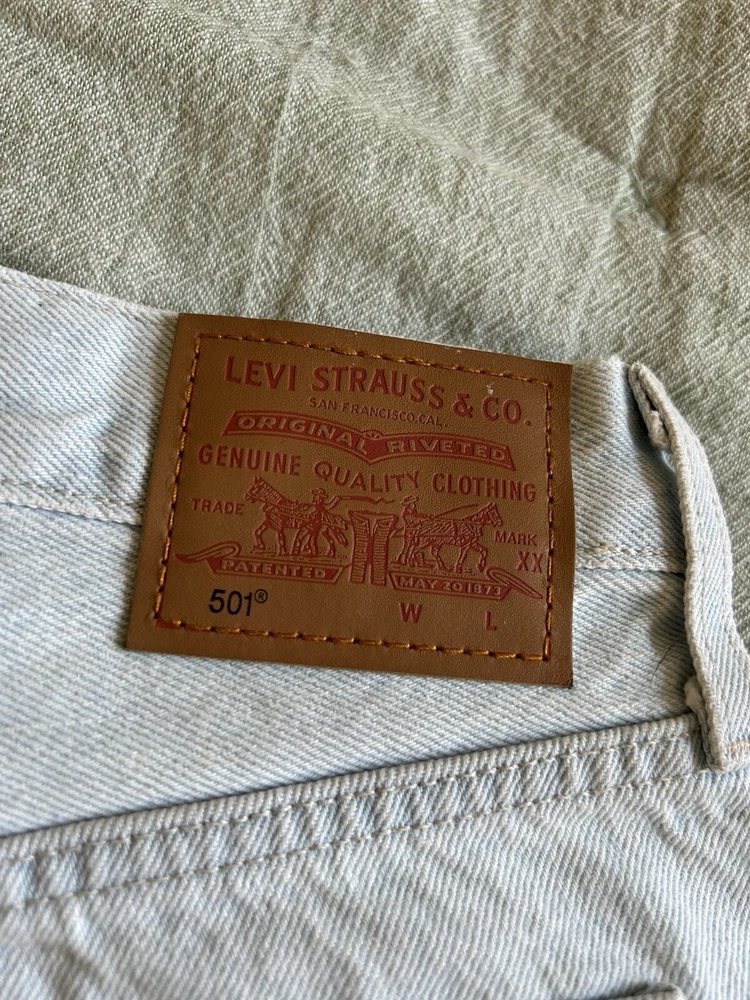 LEVI STRAUSS & CO.
SAN FRANCISCO,CAL.
ORIGINAL RIVETED
GENUINE QUALITY CLOTHING
TRADE MARK
XX
PATENTED MAY 20 1873
501® W L